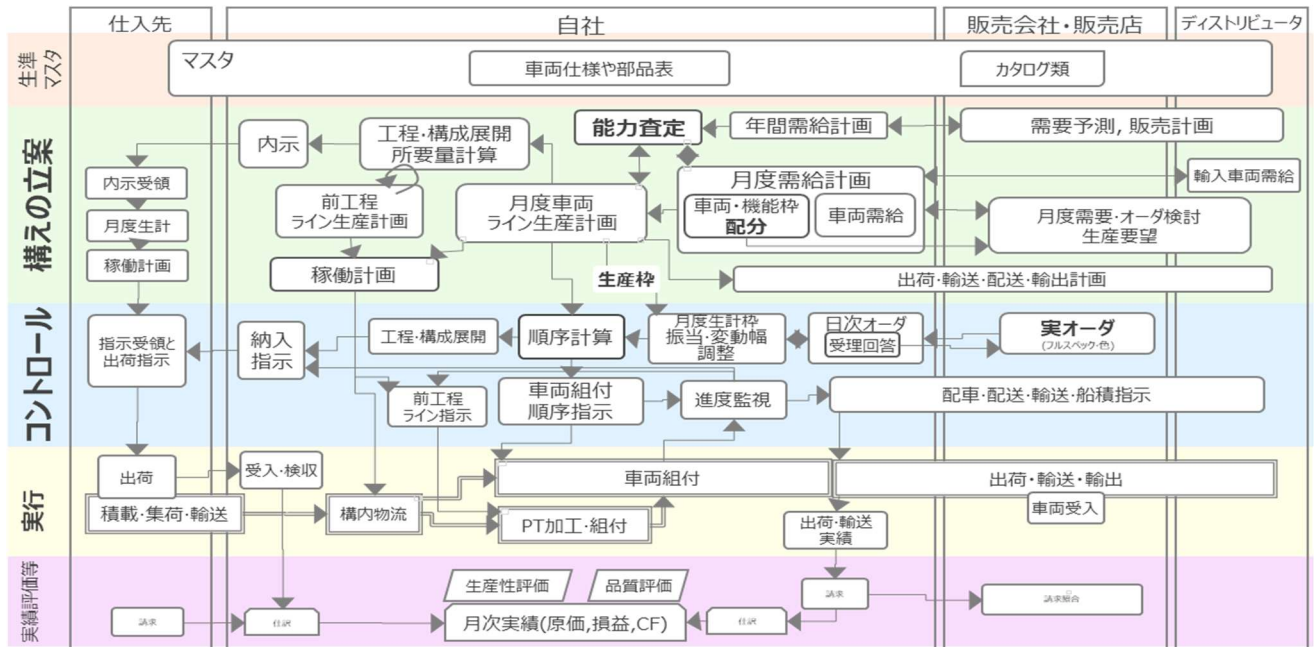 仕入先
自社
販売会社・販売店
ディストリビュータ
生準
マスタ
マスタ
車両仕様や部品表
カタログ類
構えの立案
内示
工程・構成展開
所要量計算
能力査定
年間需給計画
需要予測, 販売計画
内示受領
月度生計
稼働計画
前工程
ライン生産計画
月度車両
ライン生産計画
月度需給計画
車両・機能枠
配分
車両需給
輸入車両需給
月度需要・オーダ検討
生産要望
稼働計画
生産枠
出荷・輸送・配送・輸出計画
コントロール
指示受領と
出荷指示
納入
指示
工程・構成展開
順序計算
月度生計枠
振当・変動幅
調整
日次オーダ
受理回答
実オーダ
(フルスペック・色)
前工程
ライン指示
車両組付
順序指示
進度監視
配車・配送・輸送・船積指示
実行
出荷
受入・検収
積載・集荷・輸送
構内物流
車両組付
PT加工・組付
出荷・輸送・輸出
車両受入
出荷・輸送
実績
実績評価等
生産性評価
品質評価
請求
仕訳
月次実績(原価,損益,CF)
仕訳
請求
請求照合